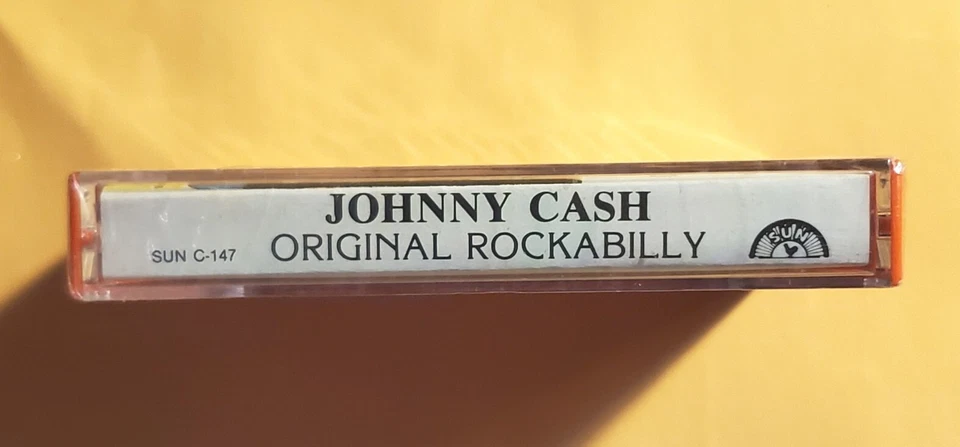 JOHNNY CASH
SUN C-147 ORIGINAL ROCKABILLY
SUN